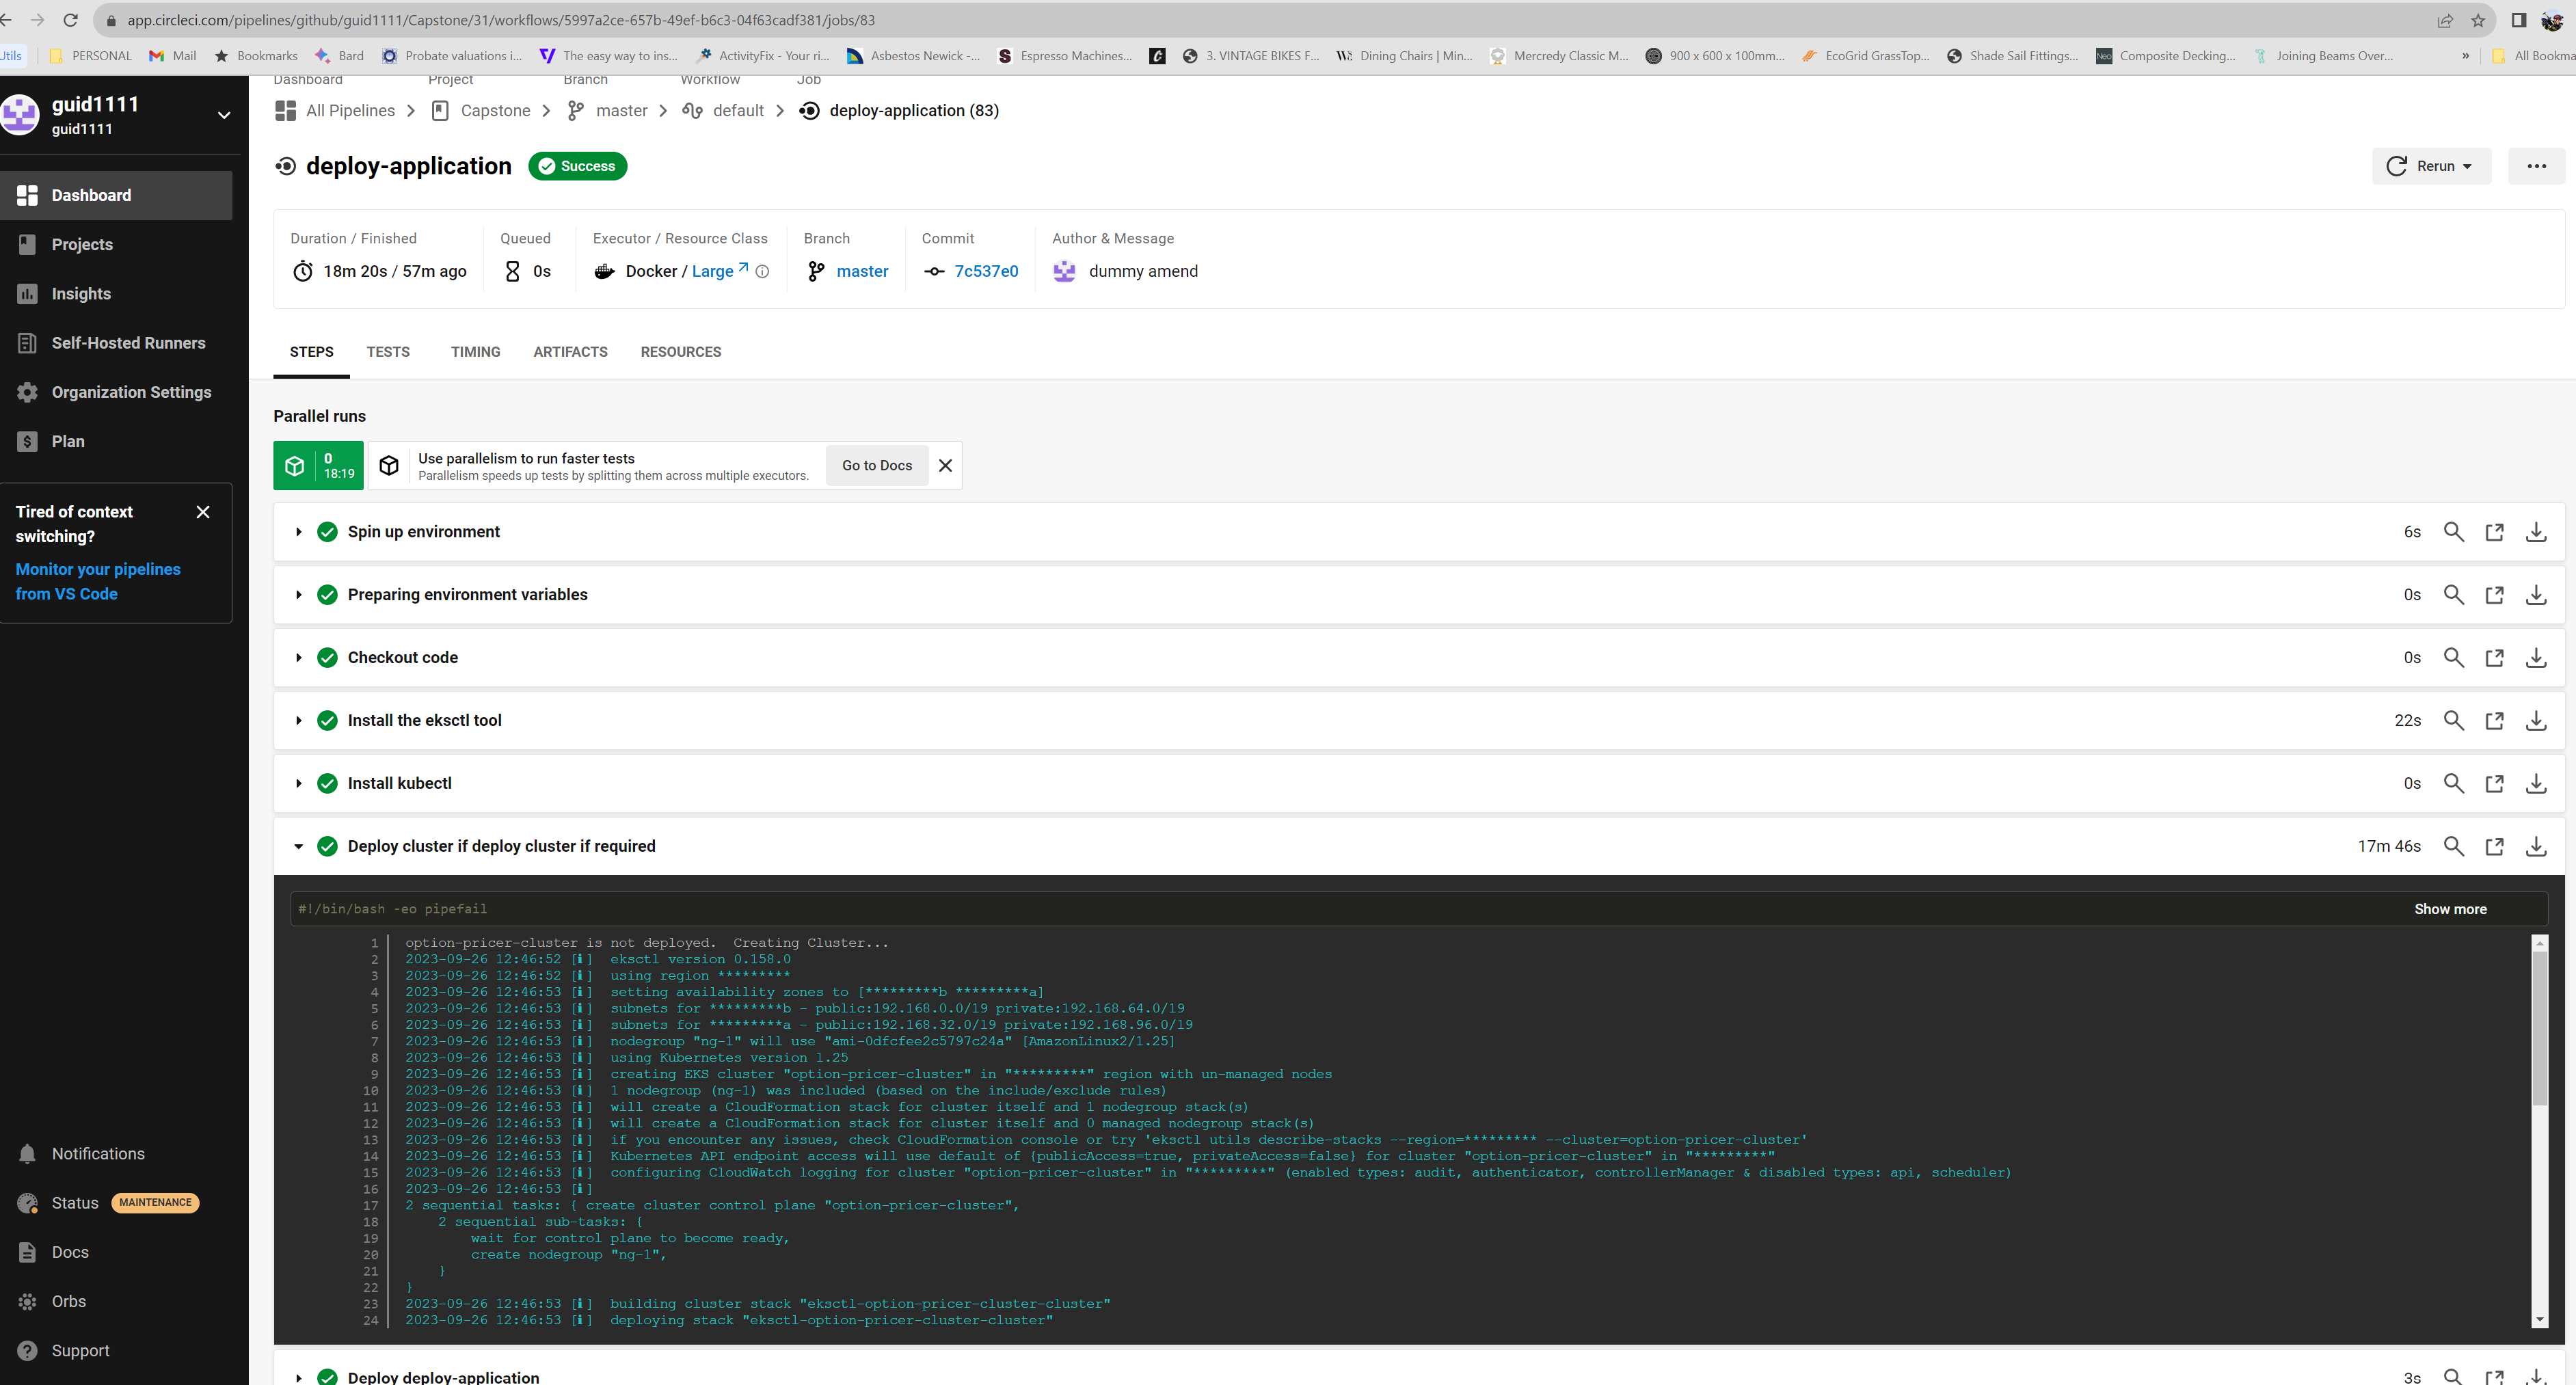 app.circleci.com/pipelines/github/guid1111/Capstone/31/workflows/5997a2ce-657b-49ef-b6c3-04f63cadf381/jobs/83
Utils PERSONAL Mail Bookmarks Bard Probate valuations i... The easy way to ins... ActivityFix - Your ri... Asbestos Newick -... Espresso Machines... 3. VINTAGE BIKES F... Dining Chairs | Min... Mercredy Classic M... 900 x 600 x 100mm... EcoGrid GrassTop... Shade Sail Fittings... Composite Decking... Joining Beams Over... » All Bookma
Dashboard Project Branch Workflow Job
All Pipelines Capstone master default deploy-application (83)
guid1111
guid1111
deploy-application Success Rerun
Dashboard
Projects
Insights
Self-Hosted Runners
Organization Settings
Plan
Tired of context
switching?
Monitor your pipelines
from VS Code
Notifications
Status MAINTENANCE
Docs
Orbs
Support
Duration / Finished Queued Executor / Resource Class Branch Commit Author & Message
18m 20s / 57m ago 0s Docker / Large master 7c537e0 dummy amend
STEPS TESTS TIMING ARTIFACTS RESOURCES
Parallel runs
0
18:19
Use parallelism to run faster tests
Parallelism speeds up tests by splitting them across multiple executors.
Go to Docs
Spin up environment 6s
Preparing environment variables 0s
Checkout code 0s
Install the eksctl tool 22s
Install kubectl 0s
Deploy cluster if deploy cluster if required 17m 46s
#!/bin/bash -eo pipefail Show more
1 option-pricer-cluster is not deployed.  Creating Cluster...
2 2023-09-26 12:46:52 [ℹ]  eksctl version 0.158.0
3 2023-09-26 12:46:52 [ℹ]  using region *********
4 2023-09-26 12:46:53 [ℹ]  setting availability zones to [*********b *********a]
5 2023-09-26 12:46:53 [ℹ]  subnets for *********b - public:192.168.0.0/19 private:192.168.64.0/19
6 2023-09-26 12:46:53 [ℹ]  subnets for *********a - public:192.168.32.0/19 private:192.168.96.0/19
7 2023-09-26 12:46:53 [ℹ]  nodegroup "ng-1" will use "ami-0dfcfee2c5797c24a" [AmazonLinux2/1.25]
8 2023-09-26 12:46:53 [ℹ]  using Kubernetes version 1.25
9 2023-09-26 12:46:53 [ℹ]  creating EKS cluster "option-pricer-cluster" in "*********" region with un-managed nodes
10 2023-09-26 12:46:53 [ℹ]  1 nodegroup (ng-1) was included (based on the include/exclude rules)
11 2023-09-26 12:46:53 [ℹ]  will create a CloudFormation stack for cluster itself and 1 nodegroup stack(s)
12 2023-09-26 12:46:53 [ℹ]  will create a CloudFormation stack for cluster itself and 0 managed nodegroup stack(s)
13 2023-09-26 12:46:53 [ℹ]  if you encounter any issues, check CloudFormation console or try 'eksctl utils describe-stacks --region=********* --cluster=option-pricer-cluster'
14 2023-09-26 12:46:53 [ℹ]  Kubernetes API endpoint access will use default of {publicAccess=true, privateAccess=false} for cluster "option-pricer-cluster" in "*********"
15 2023-09-26 12:46:53 [ℹ]  configuring CloudWatch logging for cluster "option-pricer-cluster" in "*********" (enabled types: audit, authenticator, controllerManager & disabled types: api, scheduler)
16 2023-09-26 12:46:53 [ℹ]
17 2 sequential tasks: { create cluster control plane "option-pricer-cluster",
18     2 sequential sub-tasks: {
19         wait for control plane to become ready,
20         create nodegroup "ng-1",
21     }
22 }
23 2023-09-26 12:46:53 [ℹ]  building cluster stack "eksctl-option-pricer-cluster-cluster"
24 2023-09-26 12:46:53 [ℹ]  deploying stack "eksctl-option-pricer-cluster-cluster"
Deploy deploy-application 3s